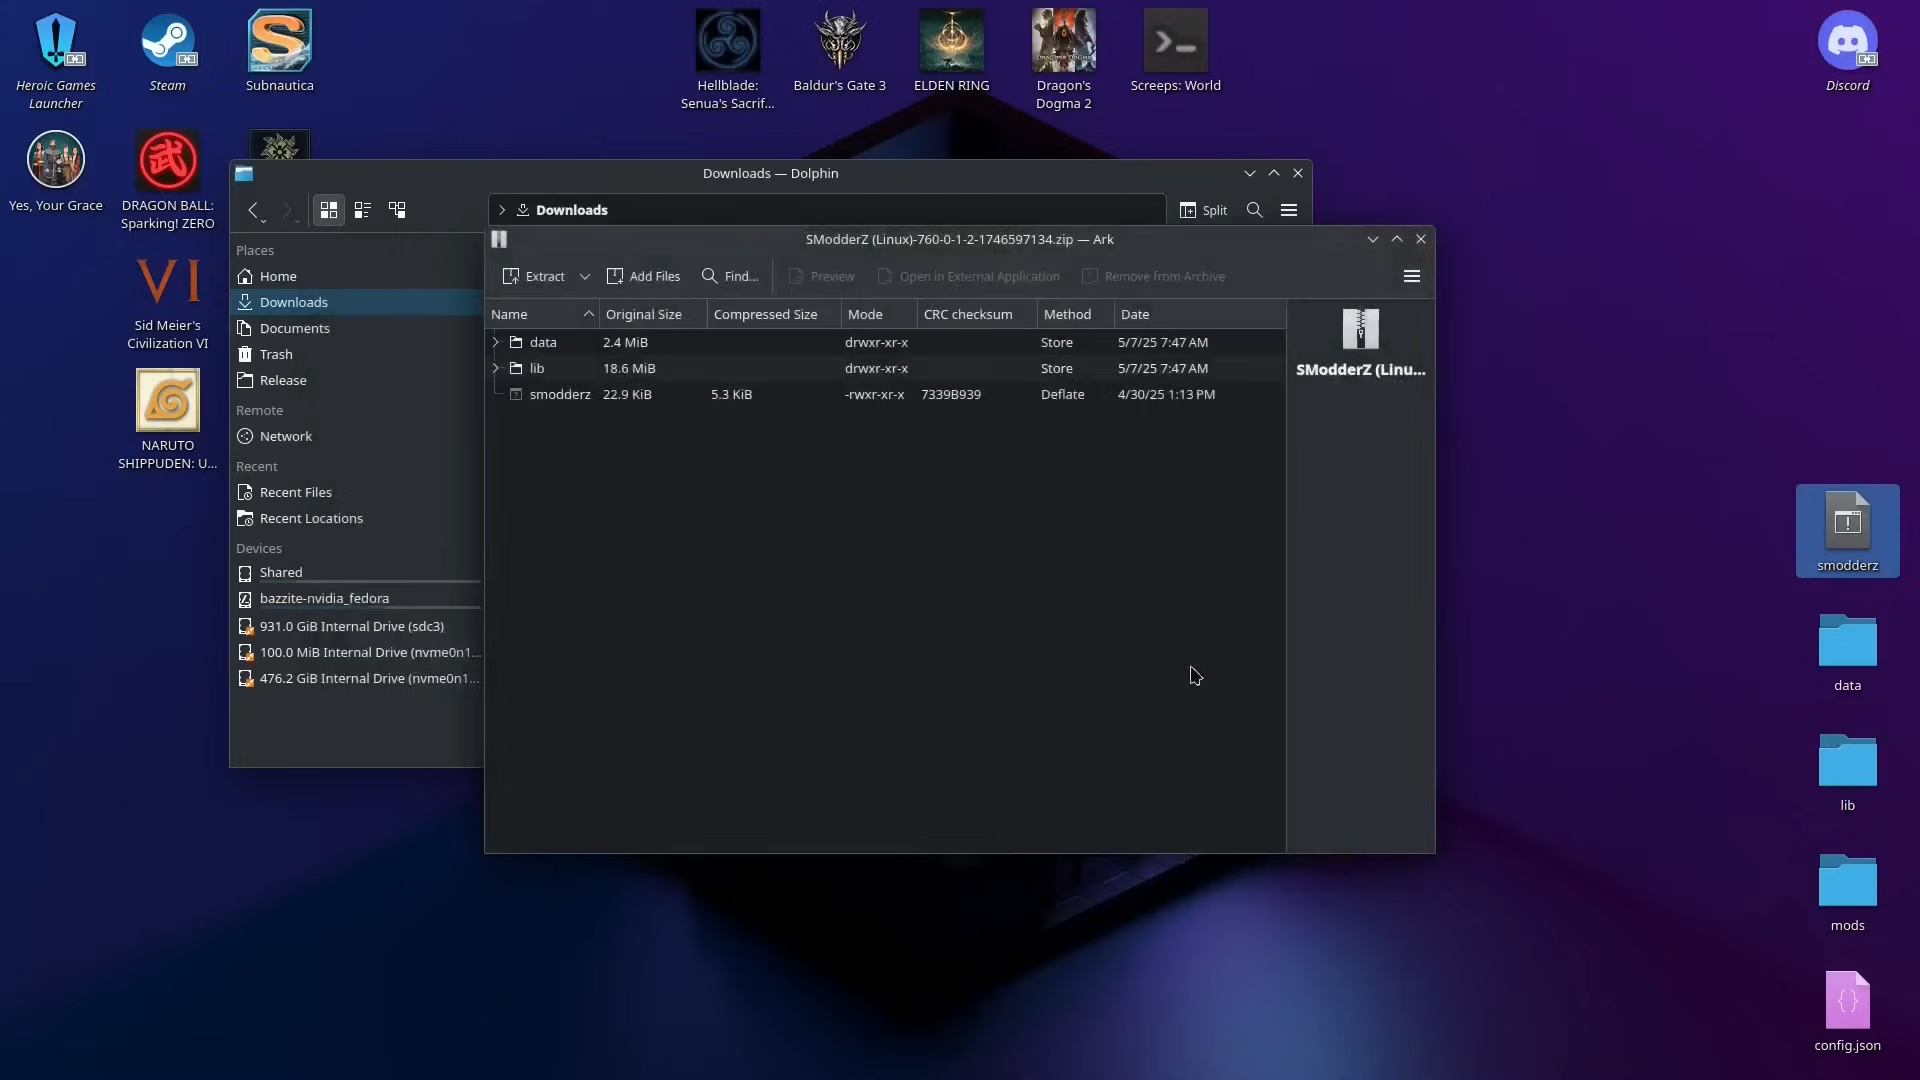 Heroic Games
Launcher
Steam
Subnautica
Hellblade:
Senua's Sacrif...
Baldur's Gate 3
ELDEN RING
Dragon's
Dogma 2
Screeps: World
Discord
Yes, Your Grace
DRAGON BALL:
Sparking! ZERO
武
VI
Sid Meier's
Civilization VI
NARUTO
SHIPPUDEN: U...
Downloads — Dolphin
Downloads
Split
Places
Home
Downloads
Documents
Trash
Release
Remote
Network
Recent
Recent Files
Recent Locations
Devices
Shared
bazzite-nvidia_fedora
931.0 GiB Internal Drive (sdc3)
100.0 MiB Internal Drive (nvme0n1...
476.2 GiB Internal Drive (nvme0n1...
SModderZ (Linux)-760-0-1-2-1746597134.zip — Ark
Extract
Add Files
Find...
Preview
Open in External Application
Remove from Archive
Name Original Size Compressed Size Mode CRC checksum Method Date
data 2.4 MiB drwxr-xr-x Store 5/7/25 7:47 AM
lib 18.6 MiB drwxr-xr-x Store 5/7/25 7:47 AM
smodderz 22.9 KiB 5.3 KiB -rwxr-xr-x 7339B939 Deflate 4/30/25 1:13 PM
SModderZ (Linu...
smodderz
data
lib
mods
config.json